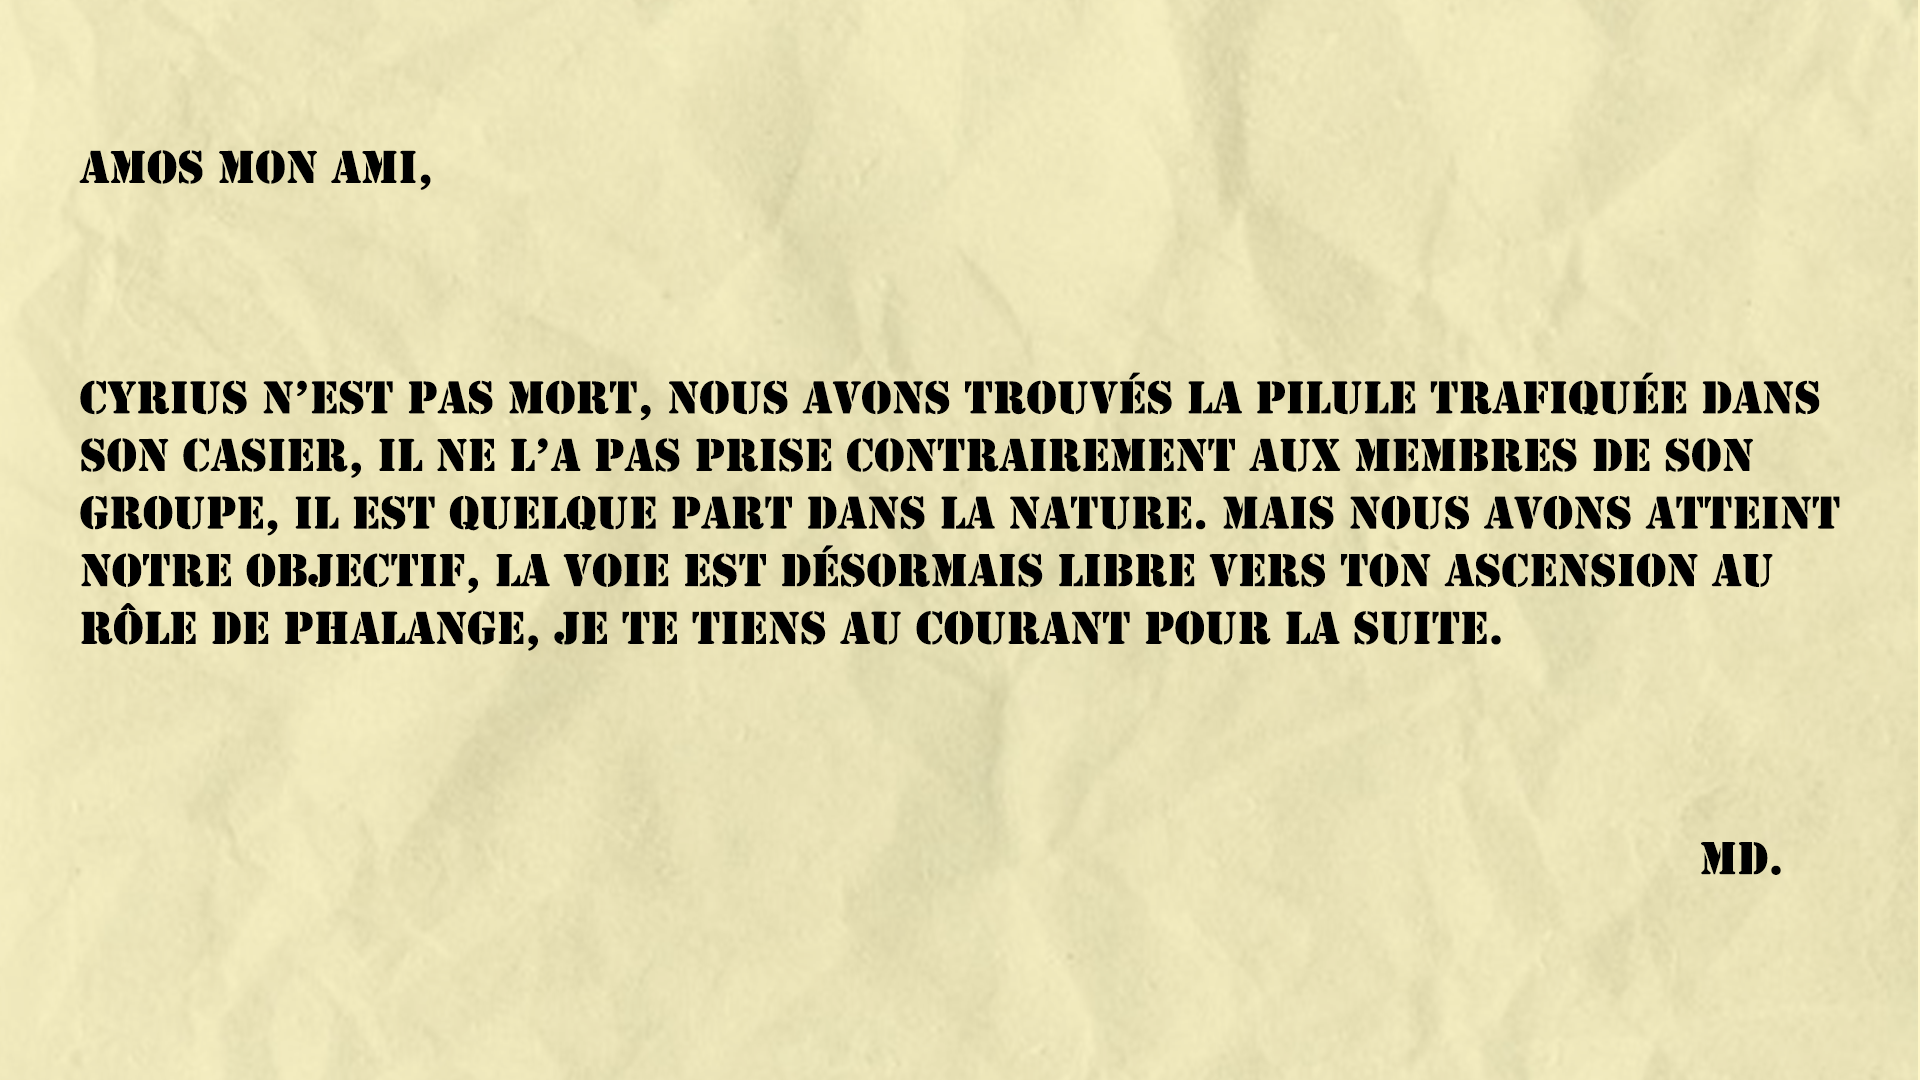 AMOS MON AMI,
CYRIUS N’EST PAS MORT, NOUS AVONS TROUVÉS LA PILULE TRAFIQUÉE DANS
SON CASIER, IL NE L’A PAS PRISE CONTRAIREMENT AUX MEMBRES DE SON
GROUPE, IL EST QUELQUE PART DANS LA NATURE. MAIS NOUS AVONS ATTEINT
NOTRE OBJECTIF, LA VOIE EST DÉSORMAIS LIBRE VERS TON ASCENSION AU
RÔLE DE PHALANGE, JE TE TIENS AU COURANT POUR LA SUITE.
MD.